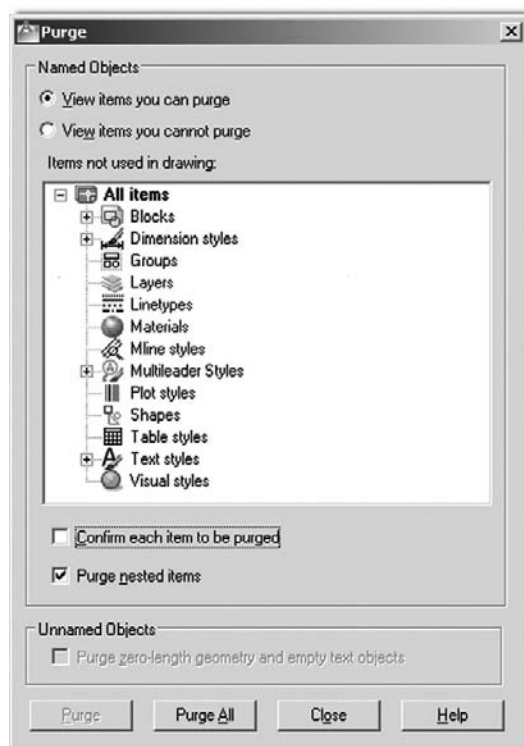 Purge
Named Objects
View items you can purge
View items you cannot purge
Items not used in drawing:
All items
Blocks
Dimension styles
Groups
Layers
Linetypes
Materials
Mline styles
Multileader Styles
Plot styles
Shapes
Table styles
Text styles
Visual styles
Confirm each item to be purged
Purge nested items
Unnamed Objects
Purge zero-length geometry and empty text objects
Purge Purge All Close Help